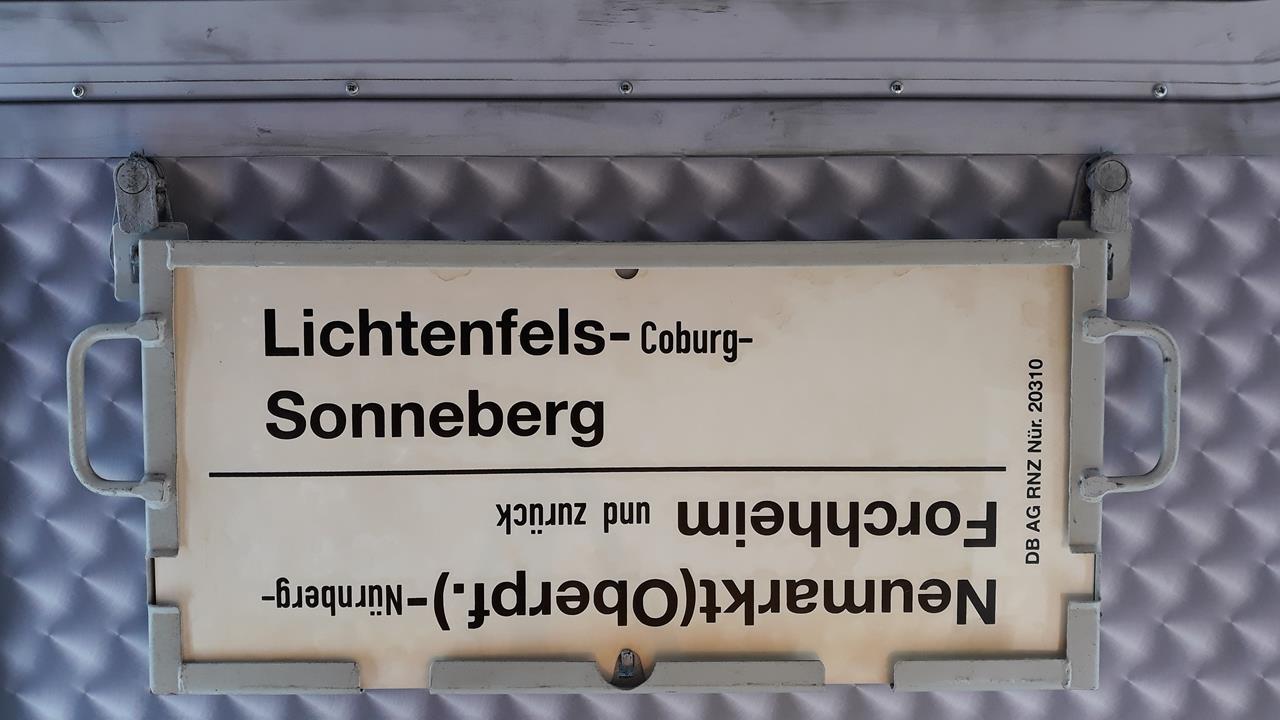 Lichtenfels-Coburg-
Sonneberg
Neumarkt(Oberpf.)-Nürnberg-
Forchheim und zurück
DB AG RNZ Nür. 20310